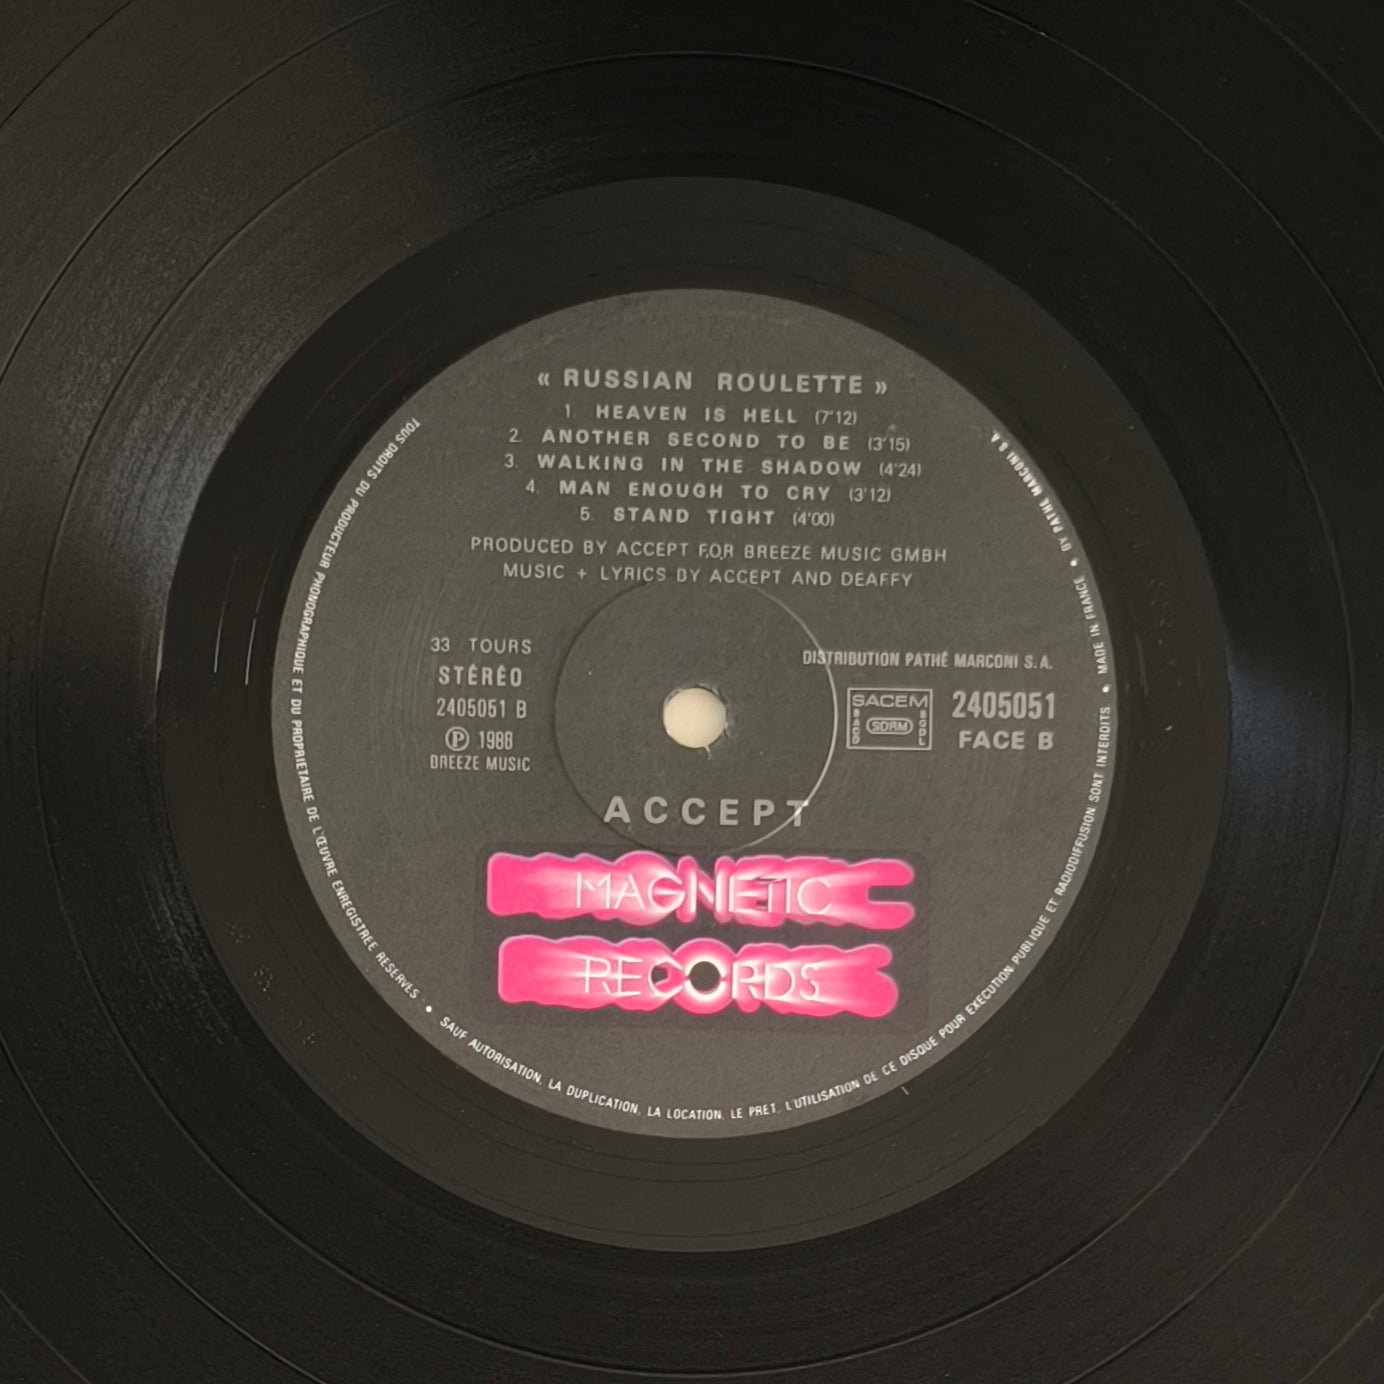 « RUSSIAN ROULETTE »
1. HEAVEN IS HELL (7'12)
2. ANOTHER SECOND TO BE (3'15)
3. WALKING IN THE SHADOW (4'24)
4. MAN ENOUGH TO CRY (3'12)
5. STAND TIGHT (4'00)
PRODUCED BY ACCEPT FOR BREEZE MUSIC GMBH
MUSIC + LYRICS BY ACCEPT AND DEAFFY
33 TOURS
STÉRÉO
2405051 B
Ⓟ 1986
BREEZE MUSIC
DISTRIBUTION PATHÉ MARCONI S.A.
SACEM
SACD
SDRM
SGDL
2405051
FACE B
ACCEPT
MAGNETIC
RECORDS
TOUS DROITS DU PRODUCTEUR PHONOGRAPHIQUE ET DU PROPRIETAIRE DE L'ŒUVRE ENREGISTREE RESERVES • SAUF AUTORISATION, LA DUPLICATION, LA LOCATION, LE PRET, L'UTILISATION DE CE DISQUE POUR EXECUTION PUBLIQUE ET RADIODIFFUSION SONT INTERDITS • MADE IN FRANCE • BY PATHE MARCONI S A